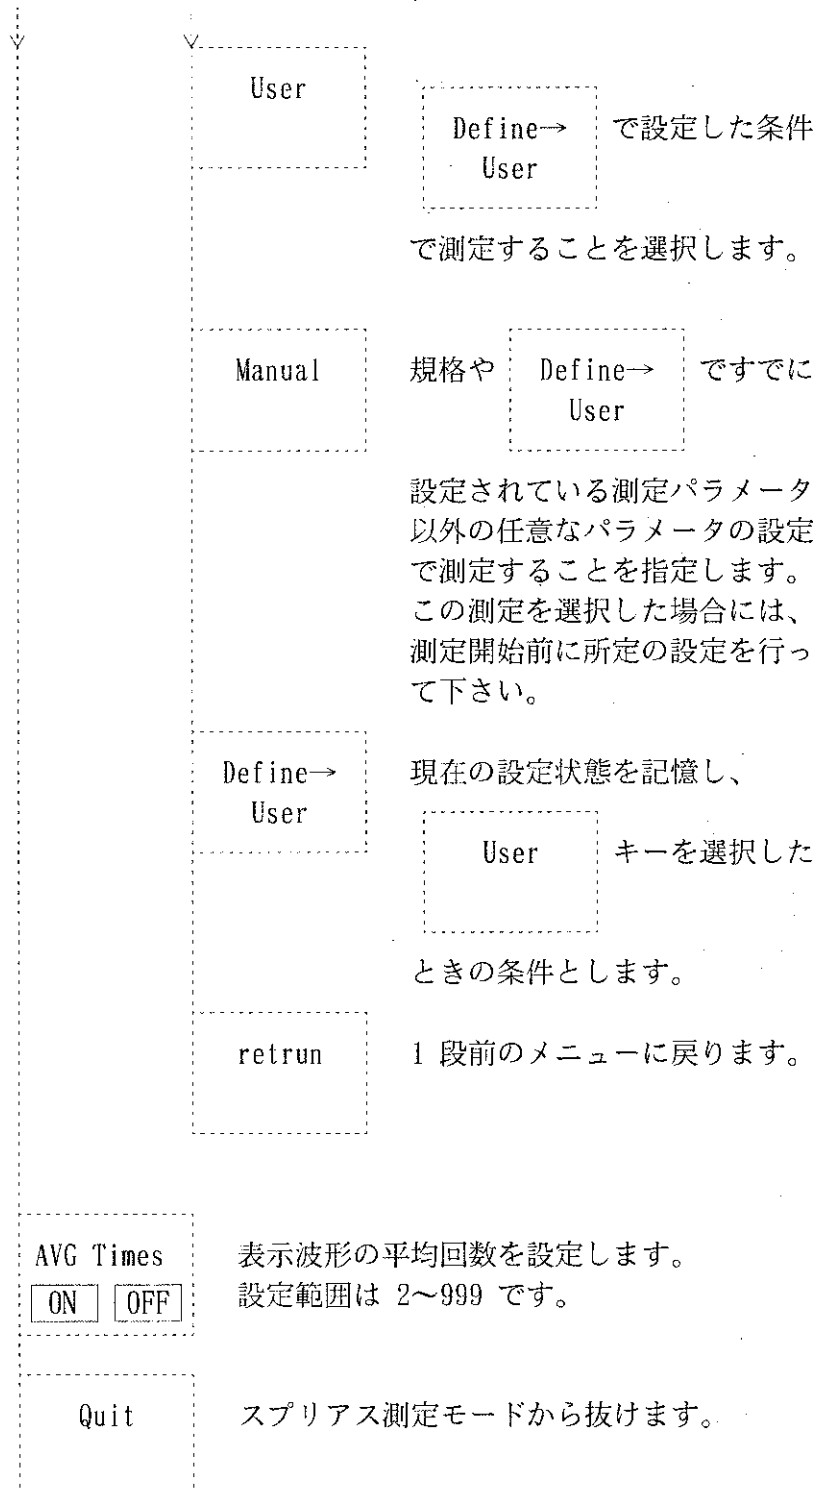 User
Define→ で設定した条件
User
で測定することを選択します。
Manual 規格や Define→ ですでに
User
設定されている測定パラメータ
以外の任意なパラメータの設定
で測定することを指定します。
この測定を選択した場合には、
測定開始前に所定の設定を行っ
て下さい。
Define→ 現在の設定状態を記憶し、
User
User キーを選択した
ときの条件とします。
retrun 1 段前のメニューに戻ります。
AVG Times 表示波形の平均回数を設定します。
ON OFF 設定範囲は 2~999 です。
Quit スプリアス測定モードから抜けます。